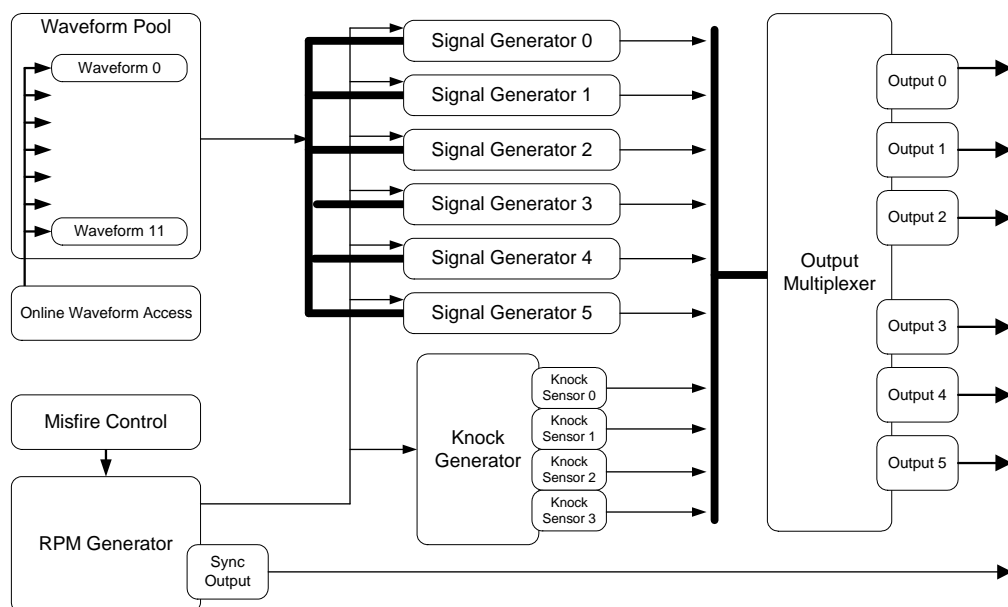 Waveform Pool
Waveform 0
Waveform 11
Online Waveform Access
Misfire Control
RPM Generator
Sync
Output
Signal Generator 0
Signal Generator 1
Signal Generator 2
Signal Generator 3
Signal Generator 4
Signal Generator 5
Knock
Generator
Knock
Sensor 0
Knock
Sensor 1
Knock
Sensor 2
Knock
Sensor 3
Output
Multiplexer
Output 0
Output 1
Output 2
Output 3
Output 4
Output 5